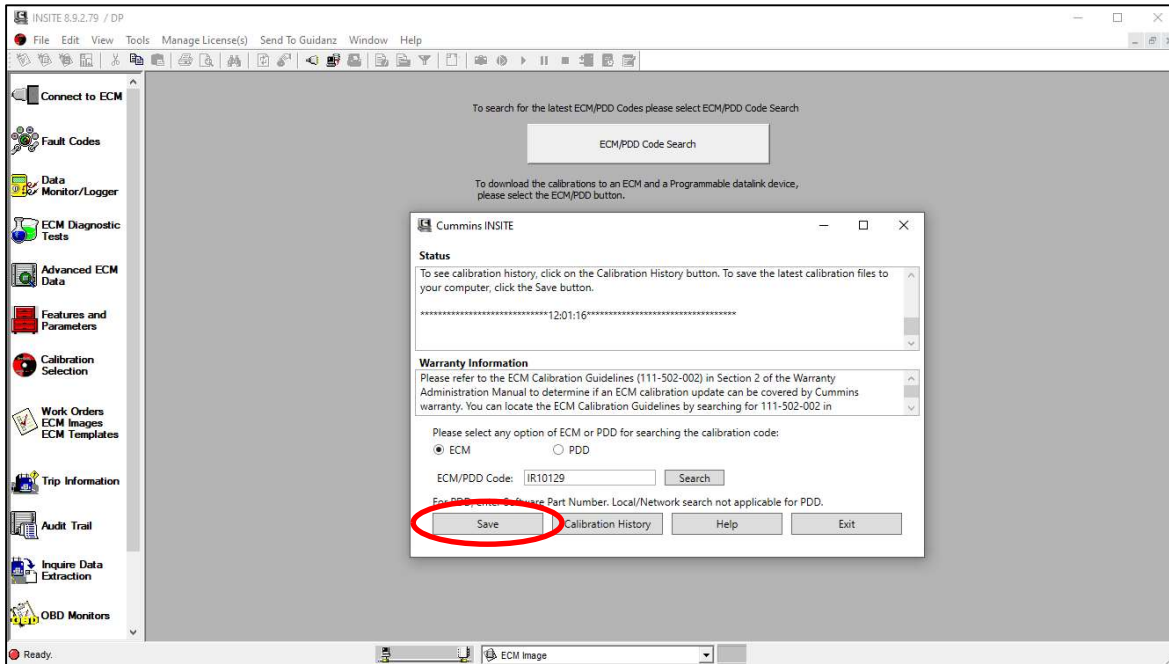 INSITE 8.9.2.79 / DP
File Edit View Tools Manage License(s) Send To Guidanz Window Help
Connect to ECM
Fault Codes
Data
Monitor/Logger
ECM Diagnostic
Tests
Advanced ECM
Data
Features and
Parameters
Calibration
Selection
Work Orders
ECM Images
ECM Templates
Trip Information
Audit Trail
Inquire Data
Extraction
OBD Monitors
To search for the latest ECM/PDD Codes please select ECM/PDD Code Search
ECM/PDD Code Search
To download the calibrations to an ECM and a Programmable datalink device,
please select the ECM/PDD button.
Cummins INSITE
Status
To see calibration history, click on the Calibration History button. To save the latest calibration files to
your computer, click the Save button.
*****************************12:01:16**********************************
Warranty Information
Please refer to the ECM Calibration Guidelines (111-502-002) in Section 2 of the Warranty
Administration Manual to determine if an ECM calibration update can be covered by Cummins
warranty. You can locate the ECM Calibration Guidelines by searching for 111-502-002 in
Please select any option of ECM or PDD for searching the calibration code:
ECM PDD
ECM/PDD Code: IR10129 Search
For PDD, enter Software Part Number. Local/Network search not applicable for PDD.
Save Calibration History Help Exit
Ready. ECM Image